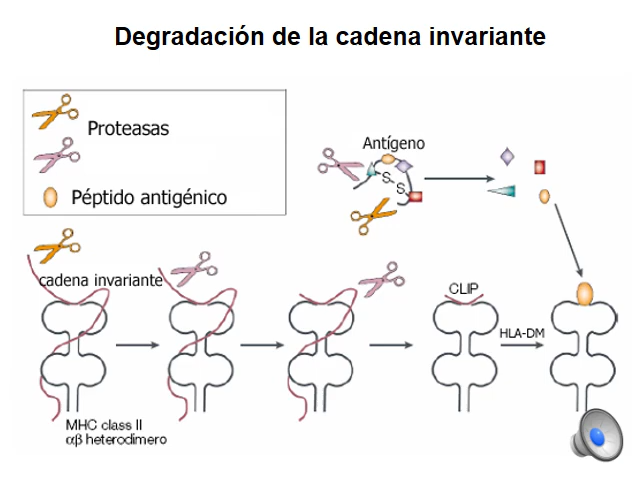 Degradación de la cadena invariante
Proteasas
Péptido antigénico
Antígeno
S
S
cadena invariante
CLIP
HLA-DM
MHC class II
αβ heterodimero